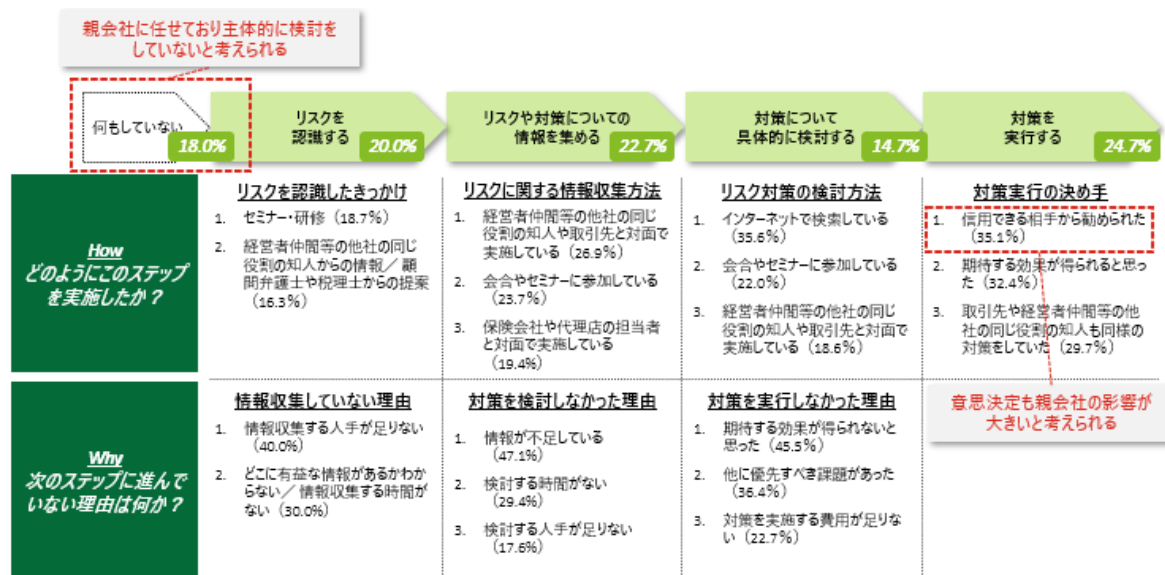 親会社に任せており主体的に検討を
していないと考えられる
何もしていない
18.0%
リスクを
認識する
20.0%
リスクや対策についての
情報を集める
22.7%
対策について
具体的に検討する
14.7%
対策を
実行する
24.7%
How
どのようにこのステップ
を実施したか？
リスクを認識したきっかけ
1. セミナー・研修（18.7%）
2. 経営者仲間等の他社の同じ
役割の知人からの情報／ 顧
問弁護士や税理士からの提案
（16.3%）
リスクに関する情報収集方法
1. 経営者仲間等の他社の同じ
役割の知人や取引先と対面で
実施している（26.9%）
2. 会合やセミナーに参加している
（23.7%）
3. 保険会社や代理店の担当者
と対面で実施している
（19.4%）
リスク対策の検討方法
1. インターネットで検索している
（35.6%）
2. 会合やセミナーに参加している
（22.0%）
3. 経営者仲間等の他社の同じ
役割の知人や取引先と対面で
実施している（18.6%）
対策実行の決め手
1. 信用できる相手から勧められた
（35.1%）
2. 期待する効果が得られると思っ
た（32.4%）
3. 取引先や経営者仲間等の他
社の同じ役割の知人も同様の
対策をしていた（29.7%）
意思決定も親会社の影響が
大きいと考えられる
Why
次のステップに進んで
いない理由は何か？
情報収集していない理由
1. 情報収集する人手が足りない
（40.0%）
2. どこに有益な情報があるかわか
らない／ 情報収集する時間が
ない（30.0%）
対策を検討しなかった理由
1. 情報が不足している
（47.1%）
2. 検討する時間がない
（29.4%）
3. 検討する人手が足りない
（17.6%）
対策を実行しなかった理由
1. 期待する効果が得られないと
思った（45.5%）
2. 他に優先すべき課題があった
（36.4%）
3. 対策を実施する費用が足りな
い（22.7%）